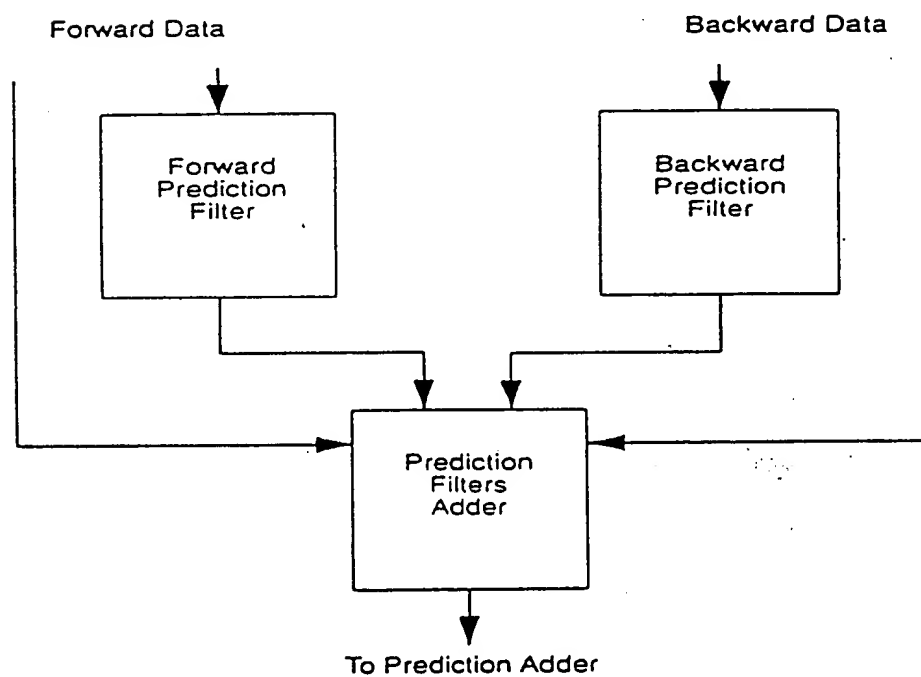 Forward Data
Backward Data
Forward
Prediction
Filter
Backward
Prediction
Filter
Prediction
Filters
Adder
To Prediction Adder